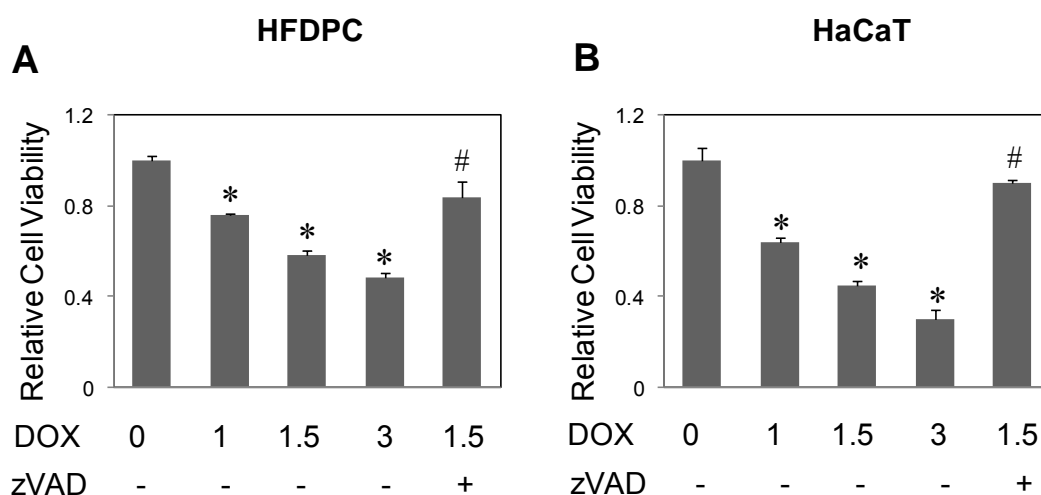 HFDPC
A
Relative Cell Viability
1.2
0.8
0.4
0
*
*
*
#
DOX 0 1 1.5 3 1.5
zVAD - - - - +
HaCaT
B
Relative Cell Viability
1.2
0.8
0.4
0
*
*
*
#
DOX 0 1 1.5 3 1.5
zVAD - - - - +